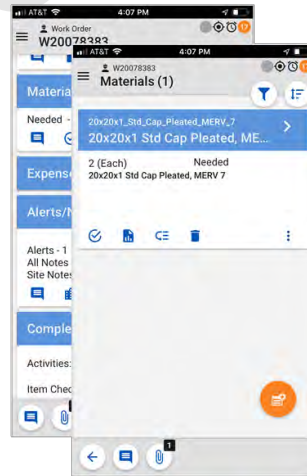 AT&T 4:07 PM
Work Order
W20078383
17
Materia
Needed -
Expens
Alerts/N
Alerts - 1
All Notes
Site Notes
Comple
Activities:
Item Chec
AT&T 4:07 PM
W20078383
Materials (1)
20x20x1_Std_Cap_Pleated_MERV_7
20x20x1 Std Cap Pleated, ME...
2 (Each) Needed
20x20x1 Std Cap Pleated, MERV 7
1